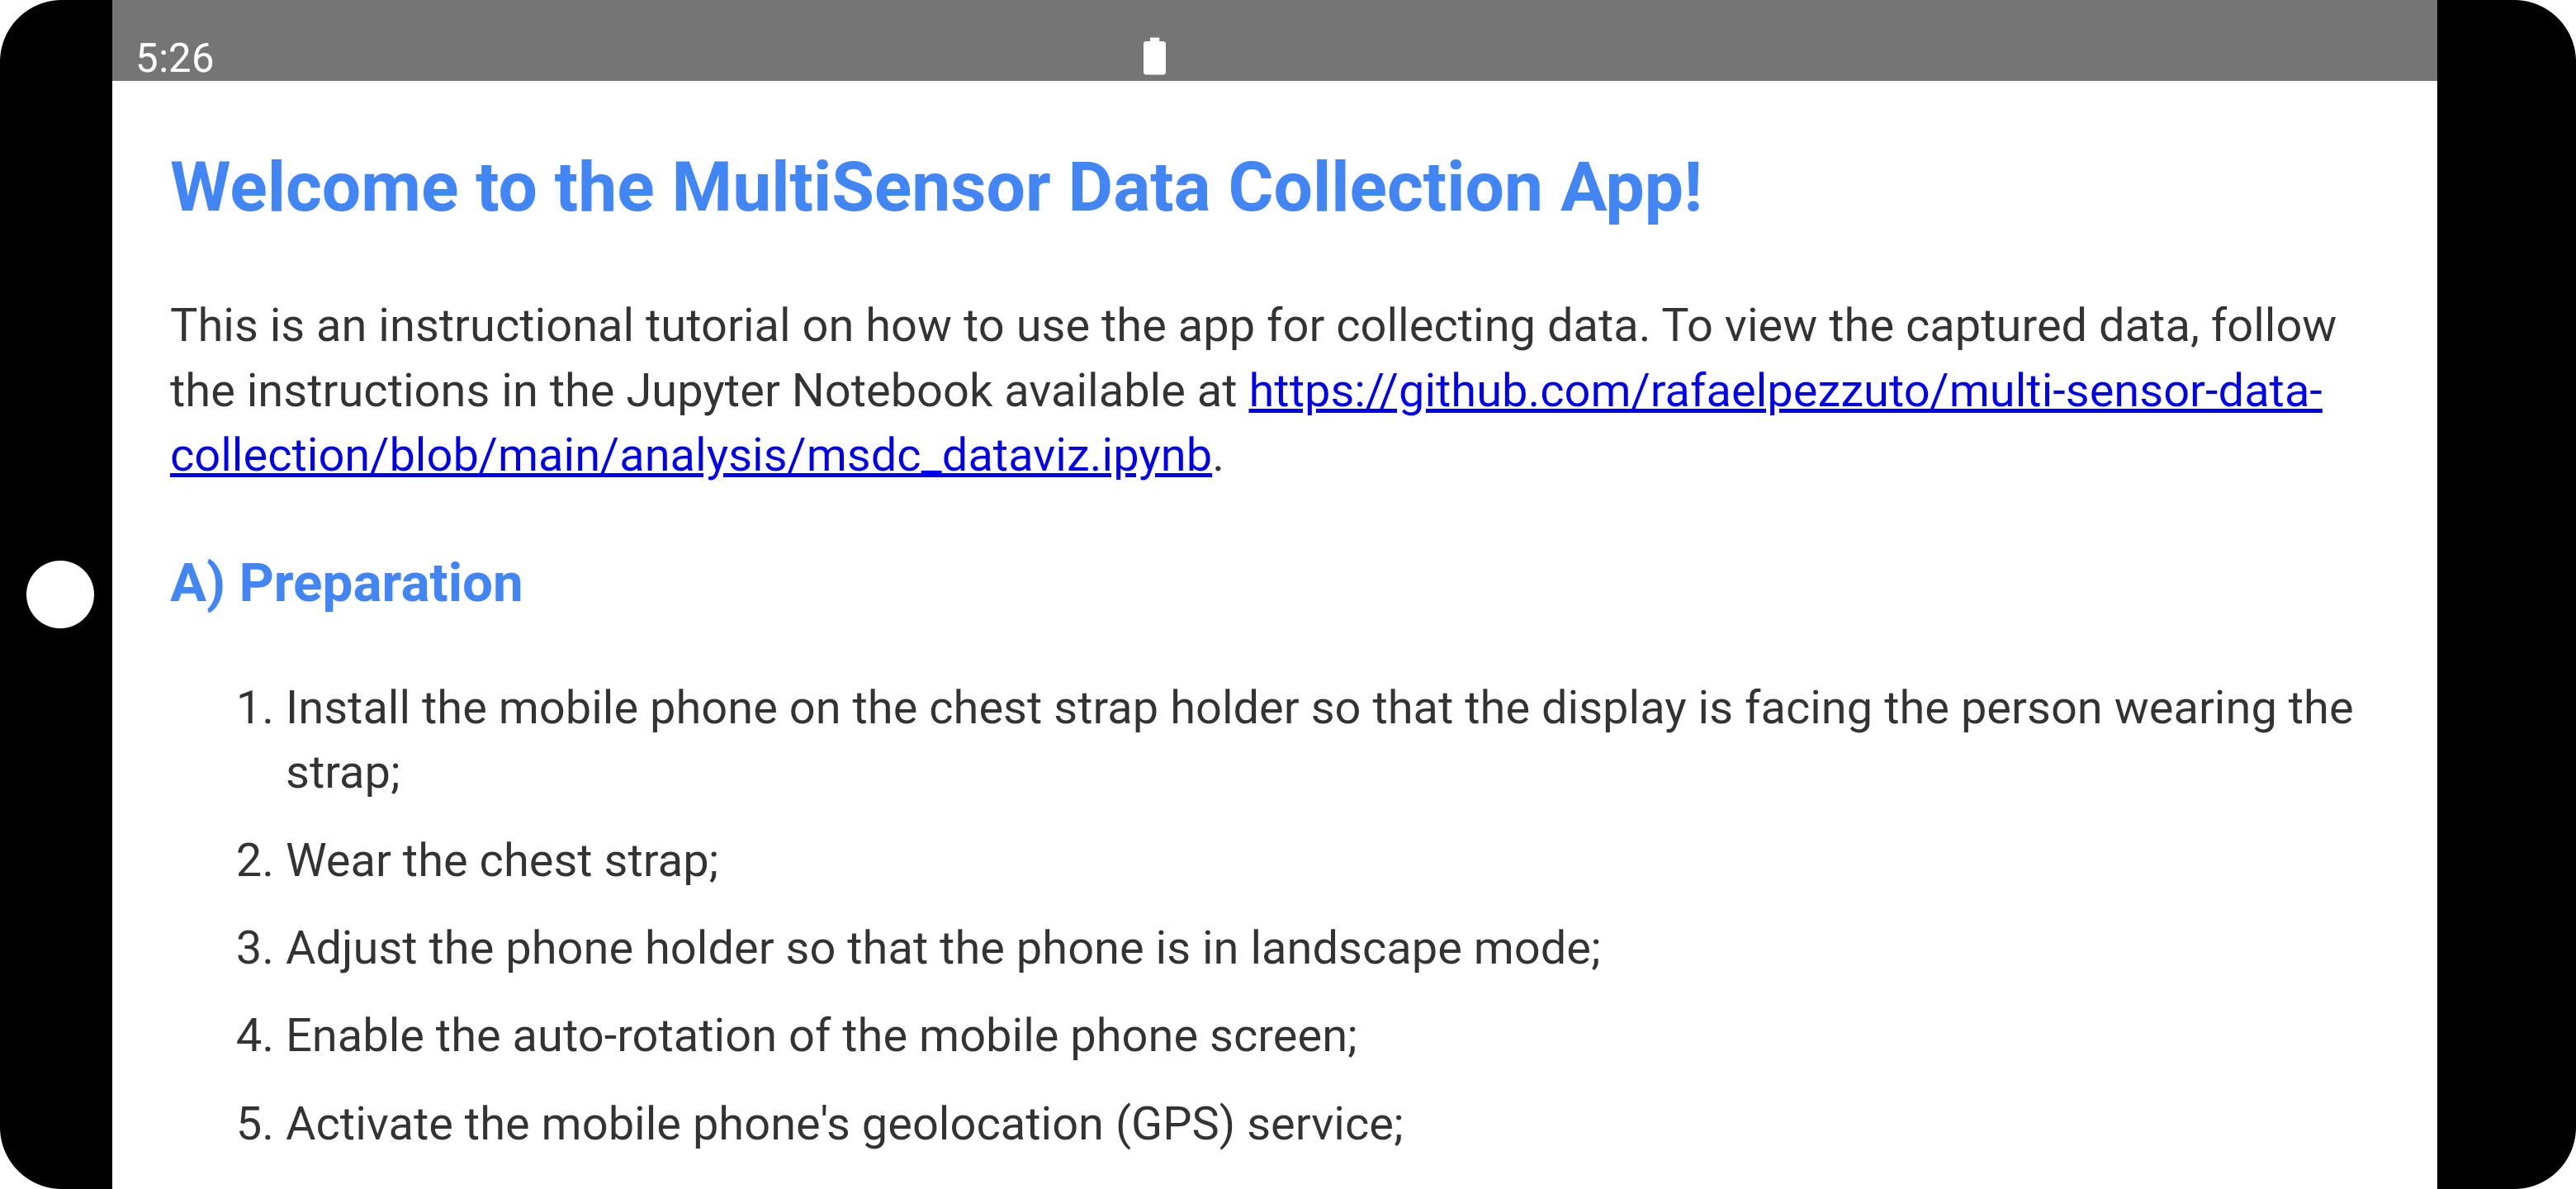 5:26
Welcome to the MultiSensor Data Collection App!
This is an instructional tutorial on how to use the app for collecting data. To view the captured data, follow
the instructions in the Jupyter Notebook available at https://github.com/rafaelpezzuto/multi-sensor-data-
collection/blob/main/analysis/msdc_dataviz.ipynb.
A) Preparation
1. Install the mobile phone on the chest strap holder so that the display is facing the person wearing the
strap;
2. Wear the chest strap;
3. Adjust the phone holder so that the phone is in landscape mode;
4. Enable the auto-rotation of the mobile phone screen;
5. Activate the mobile phone's geolocation (GPS) service;